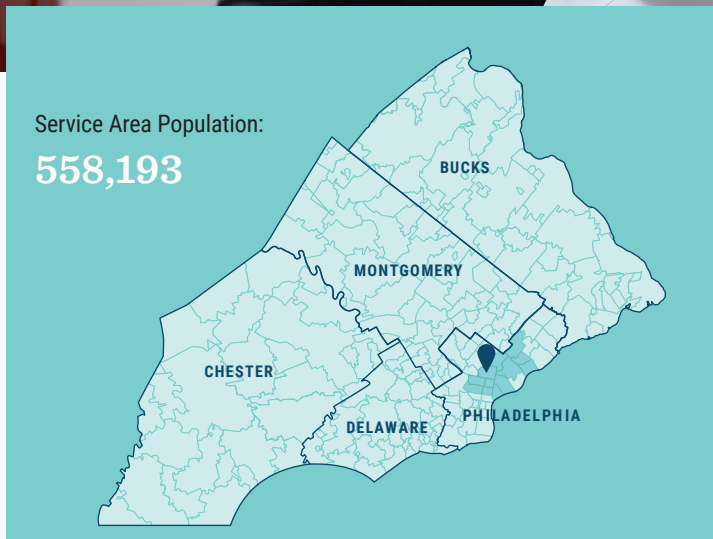 Service Area Population:
558,193
BUCKS
MONTGOMERY
CHESTER
PHILADELPHIA
DELAWARE